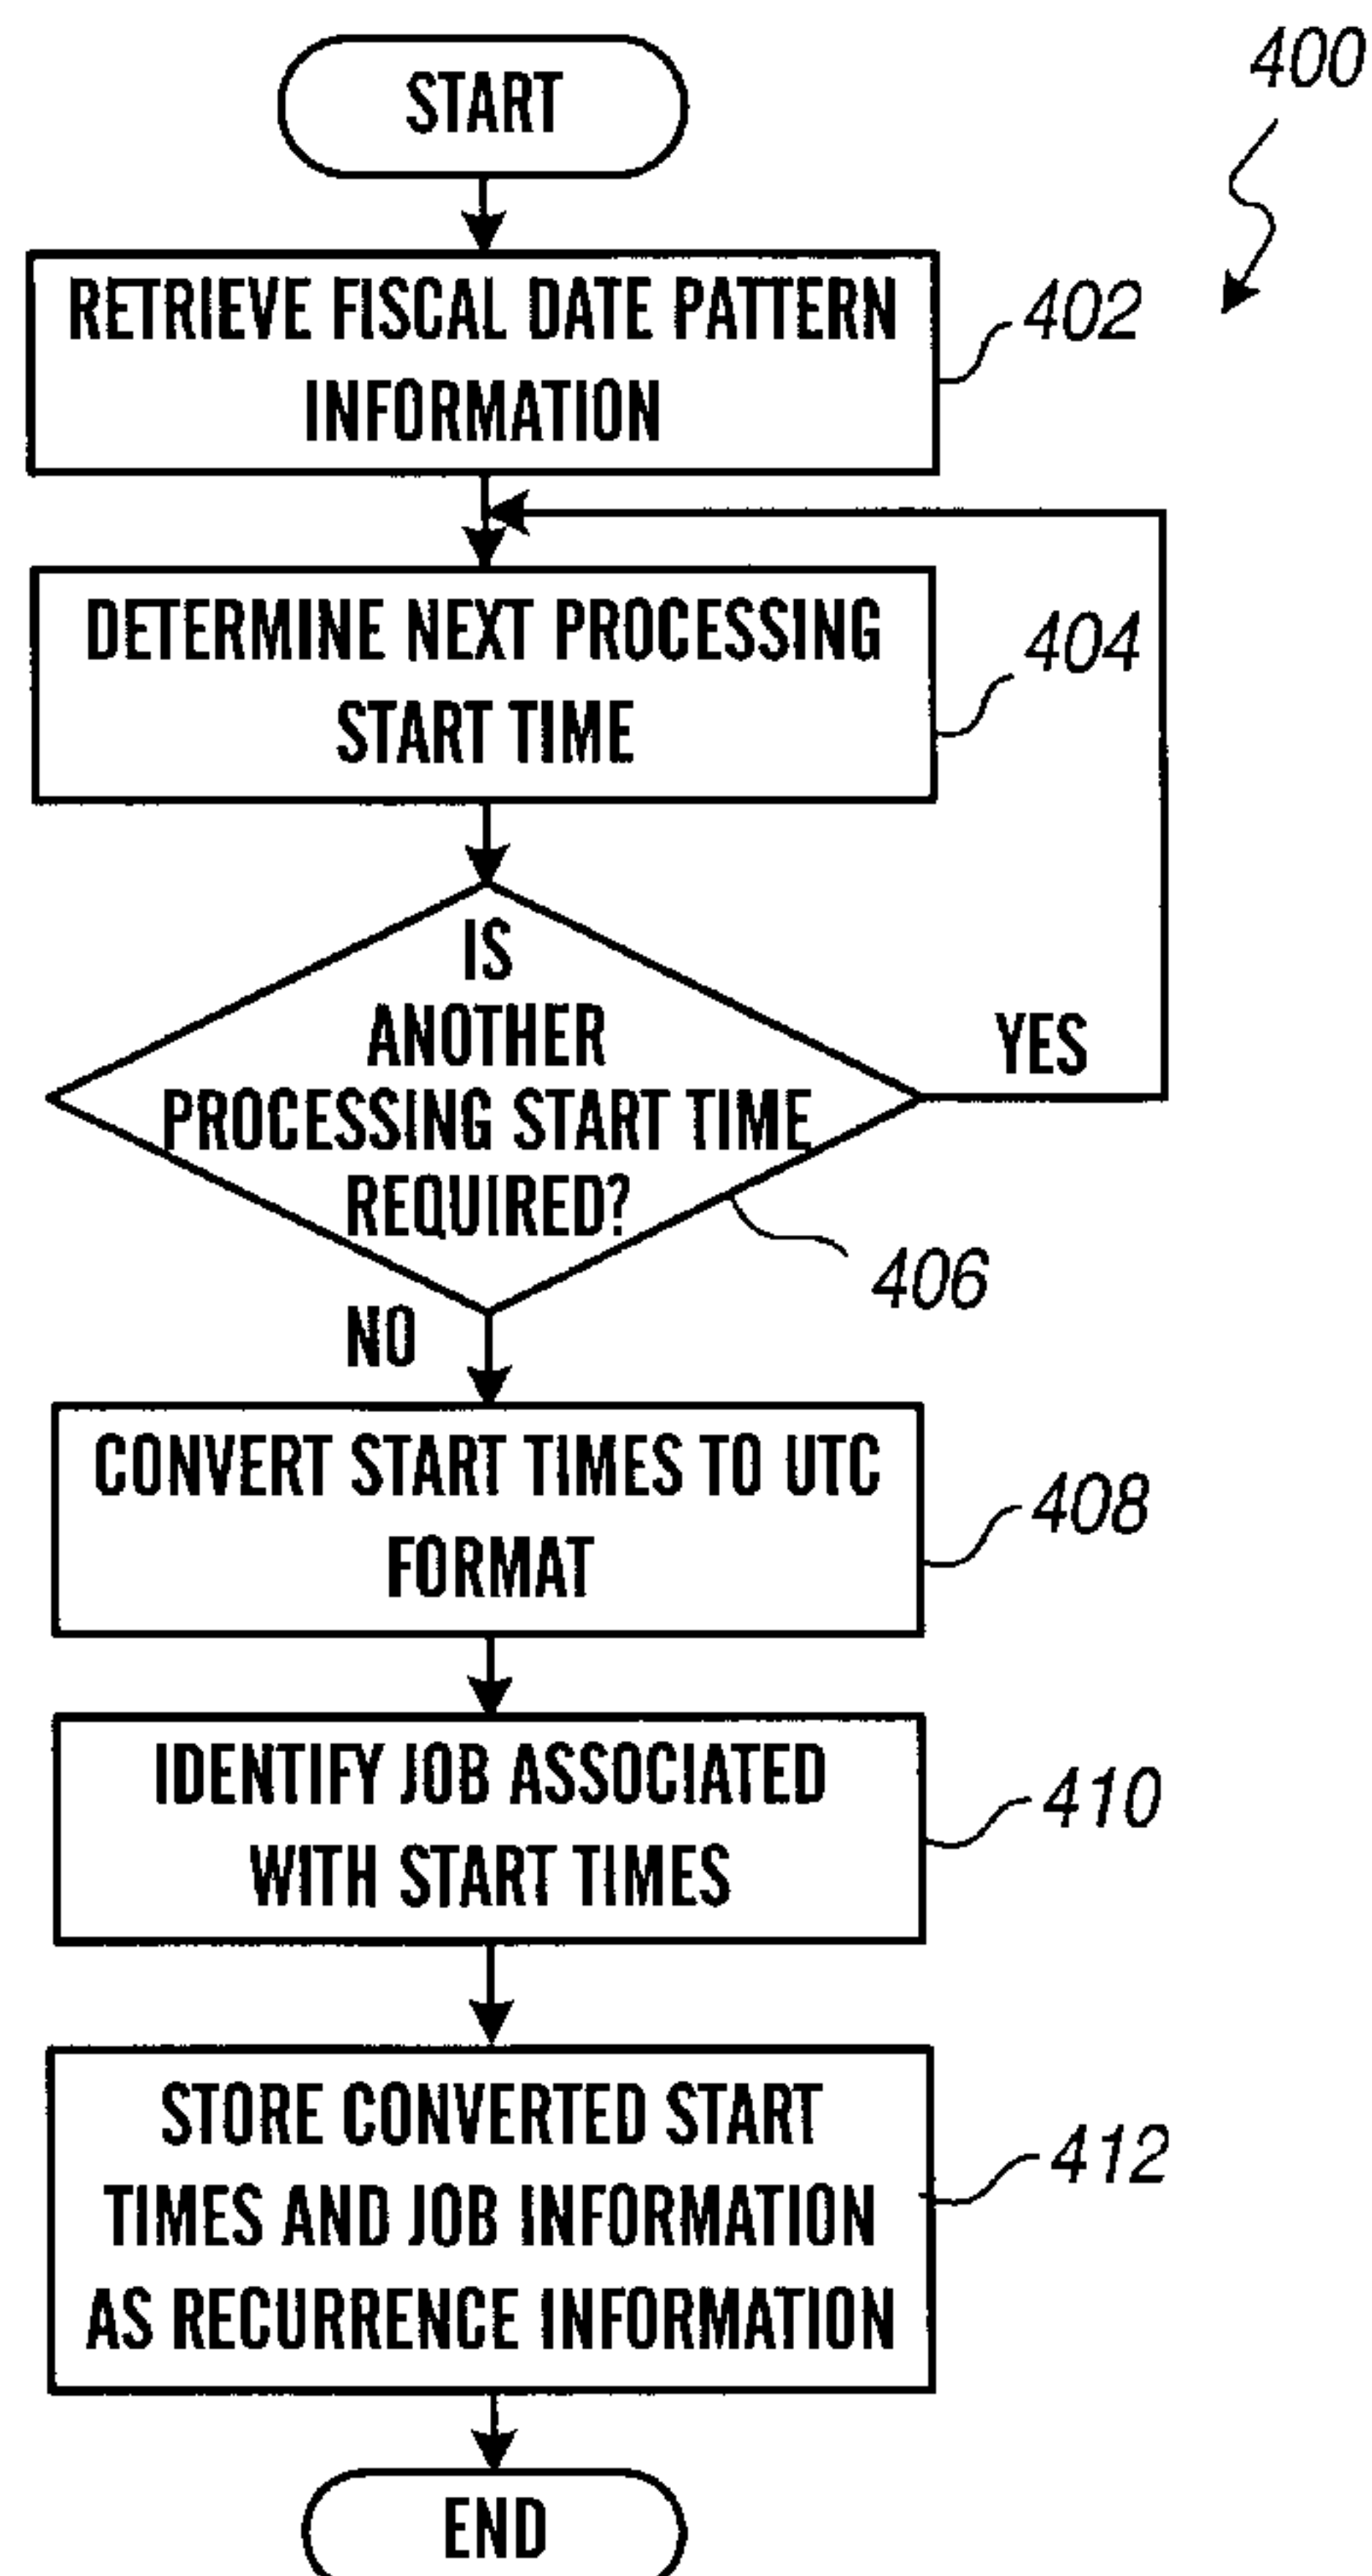 START
400
RETRIEVE FISCAL DATE PATTERN
INFORMATION
402
DETERMINE NEXT PROCESSING
START TIME
404
IS
ANOTHER
PROCESSING START TIME
REQUIRED?
YES
406
NO
CONVERT START TIMES TO UTC
FORMAT
408
IDENTIFY JOB ASSOCIATED
WITH START TIMES
410
STORE CONVERTED START
TIMES AND JOB INFORMATION
AS RECURRENCE INFORMATION
412
END